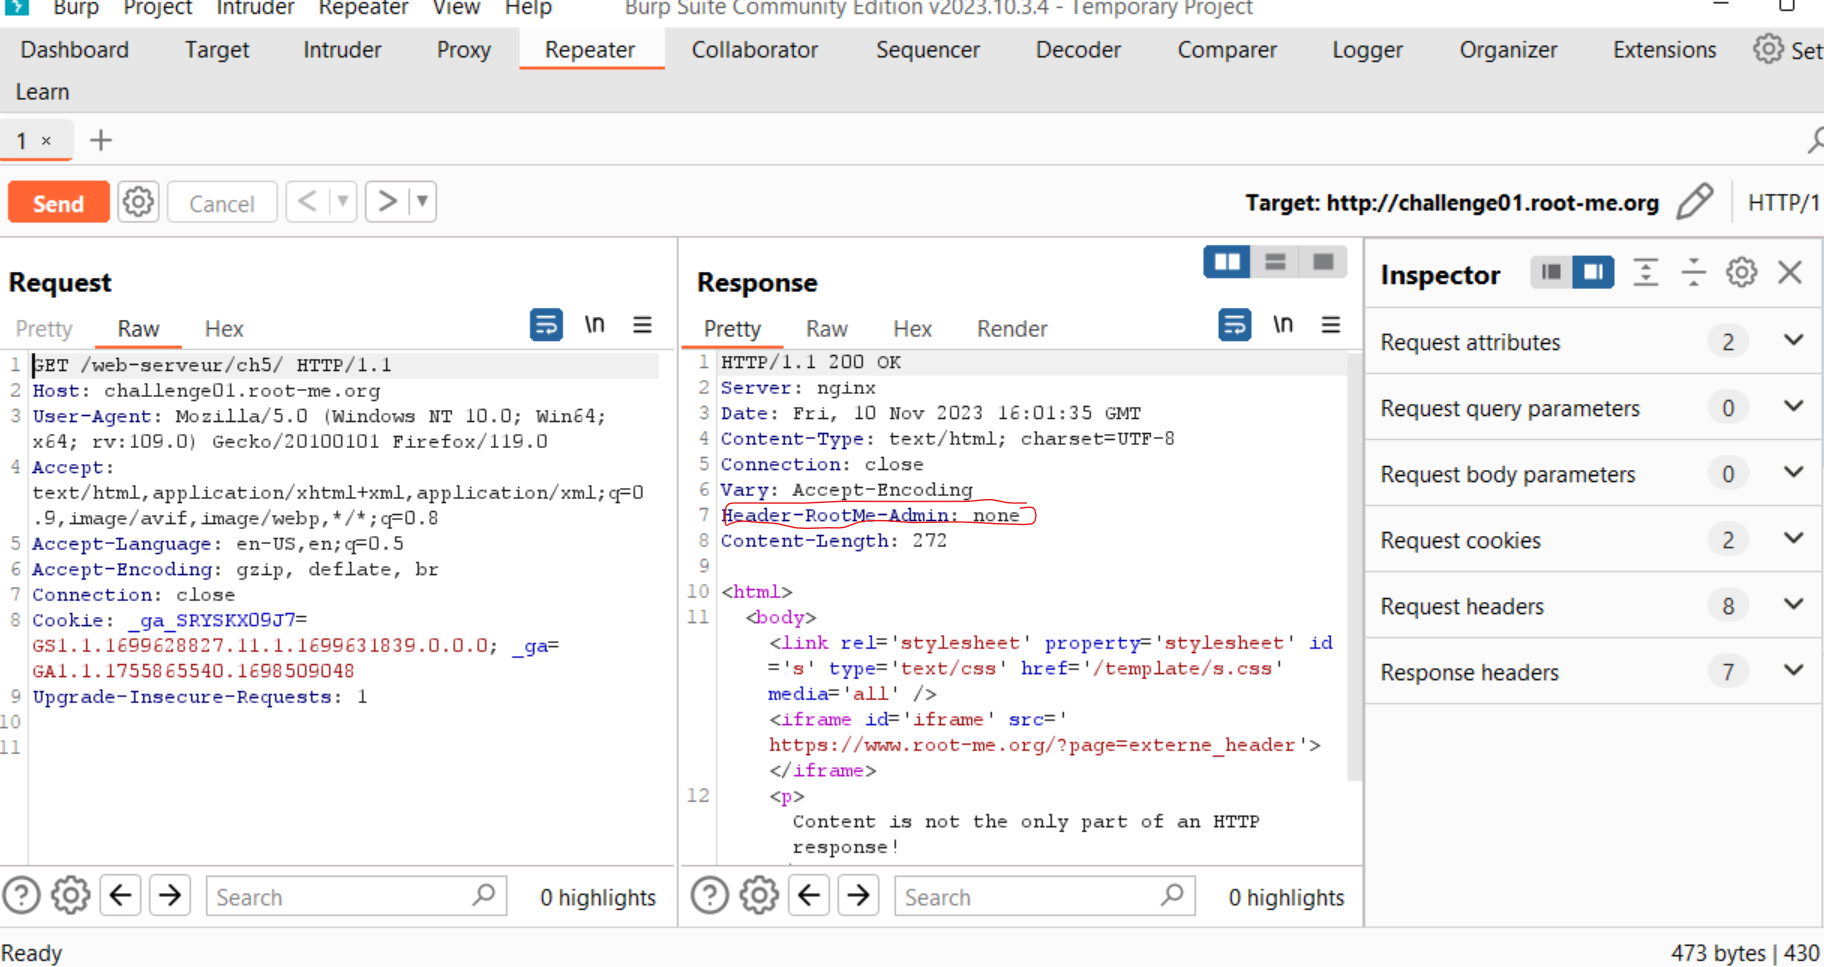 Burp Project Intruder Repeater View Help Burp Suite Community Edition v2023.10.3.4 - Temporary Project
Dashboard Target Intruder Proxy Repeater Collaborator Sequencer Decoder Comparer Logger Organizer Extensions Set
Learn
1 × +
Send Cancel < > Target: http://challenge01.root-me.org HTTP/1
Request
Pretty Raw Hex \n
1 GET /web-serveur/ch5/ HTTP/1.1
2 Host: challenge01.root-me.org
3 User-Agent: Mozilla/5.0 (Windows NT 10.0; Win64;
x64; rv:109.0) Gecko/20100101 Firefox/119.0
4 Accept:
text/html,application/xhtml+xml,application/xml;q=0
.9,image/avif,image/webp,*/*;q=0.8
5 Accept-Language: en-US,en;q=0.5
6 Accept-Encoding: gzip, deflate, br
7 Connection: close
8 Cookie: _ga_SRYSKX09J7=
GS1.1.1699628827.11.1.1699631839.0.0.0; _ga=
GA1.1.1755865540.1698509048
9 Upgrade-Insecure-Requests: 1
10
11
Search 0 highlights
Response
Pretty Raw Hex Render \n
1 HTTP/1.1 200 OK
2 Server: nginx
3 Date: Fri, 10 Nov 2023 16:01:35 GMT
4 Content-Type: text/html; charset=UTF-8
5 Connection: close
6 Vary: Accept-Encoding
7 Header-RootMe-Admin: none
8 Content-Length: 272
9
10 <html>
11 <body>
<link rel='stylesheet' property='stylesheet' id
='s' type='text/css' href='/template/s.css'
media='all' />
<iframe id='iframe' src='
https://www.root-me.org/?page=externe_header'>
</iframe>
12 <p>
Content is not the only part of an HTTP
response!
Search 0 highlights
Inspector
Request attributes 2
Request query parameters 0
Request body parameters 0
Request cookies 2
Request headers 8
Response headers 7
Ready 473 bytes | 430